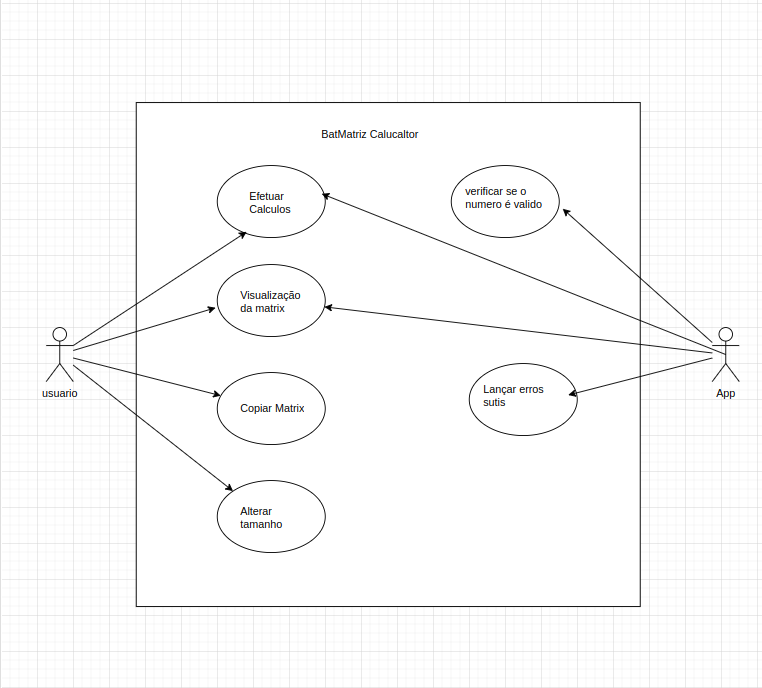 BatMatriz Calucaltor
Efetuar
Calculos
verificar se o
numero é valido
Visualização
da matrix
Lançar erros
sutis
Copiar Matrix
Alterar
tamanho
usuario
App